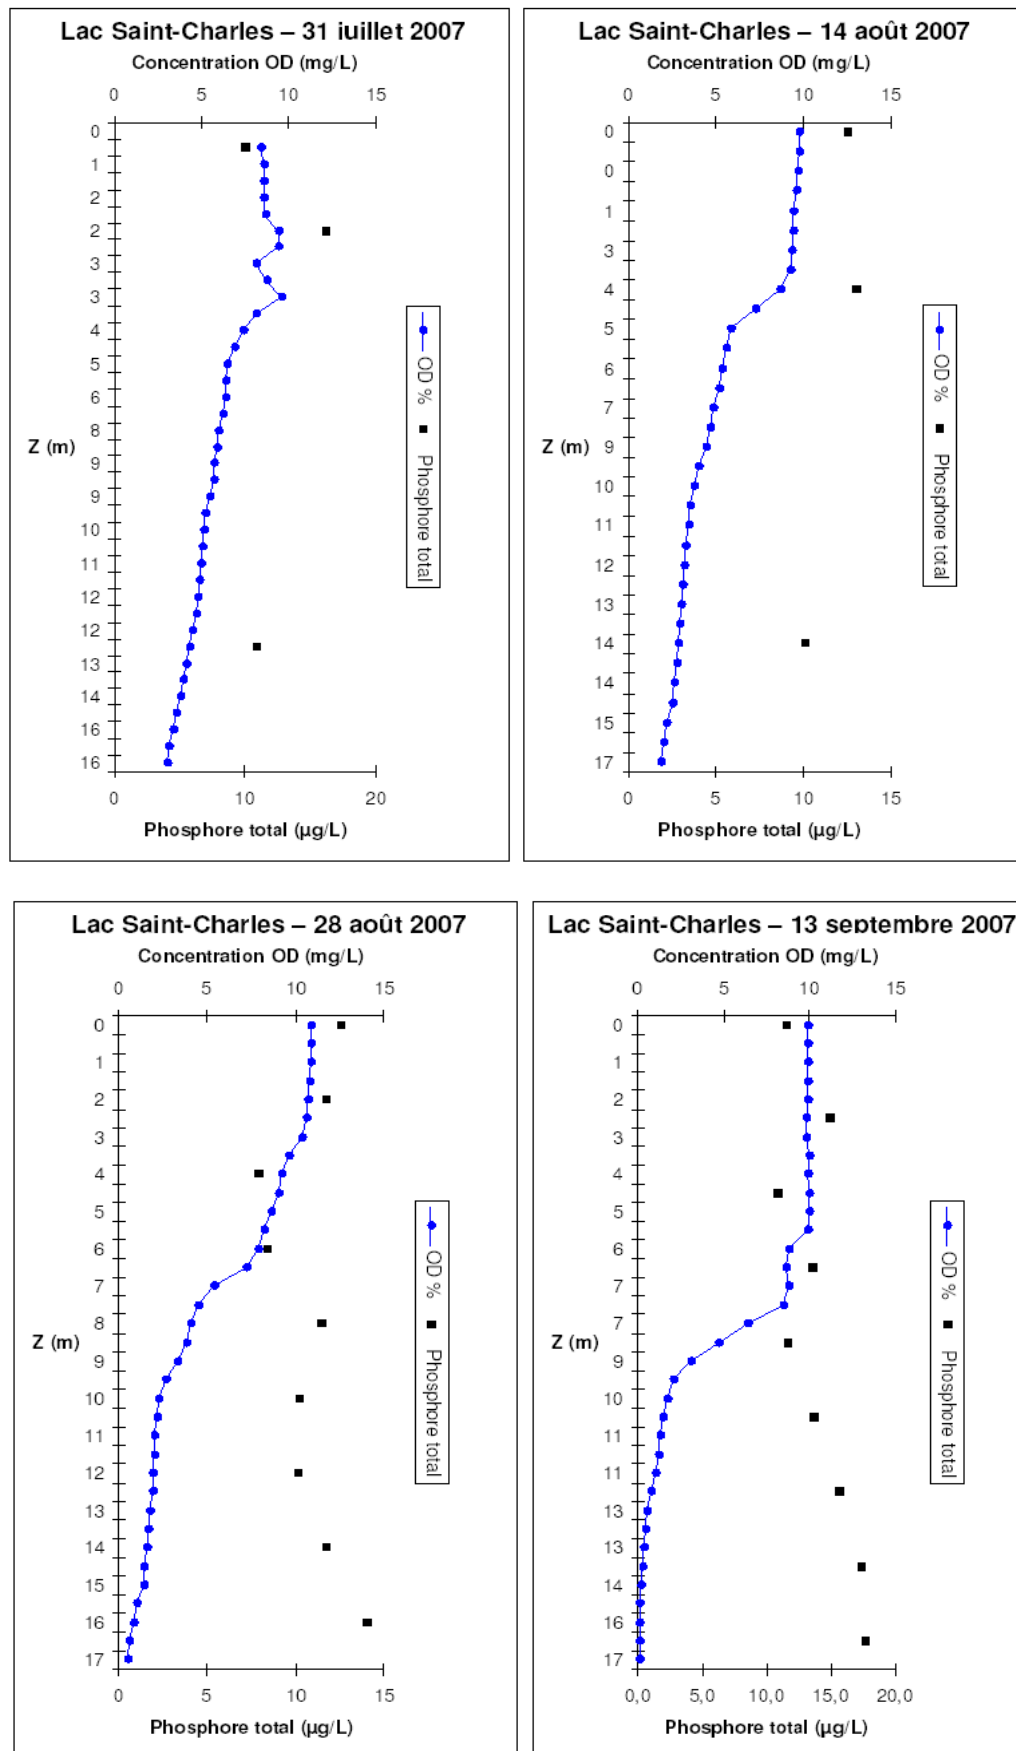 Lac Saint-Charles – 31 juillet 2007
Concentration OD (mg/L)
0 5 10 15
0
1
2
2
3
3
4
5
6
8
Z (m)
9
9
10
11
12
12
13
14
16
16
OD %
Phosphore total
0 10 20
Phosphore total (µg/L)
Lac Saint-Charles – 14 août 2007
Concentration OD (mg/L)
0 5 10 15
0
0
1
3
4
5
6
7
Z (m)
9
10
11
12
13
14
14
15
17
OD %
Phosphore total
0 5 10 15
Phosphore total (µg/L)
Lac Saint-Charles – 28 août 2007
Concentration OD (mg/L)
0 5 10 15
0
1
2
3
4
5
6
7
8
Z (m)
9
10
11
12
13
14
15
16
17
OD %
Phosphore total
0 5 10 15
Phosphore total (µg/L)
Lac Saint-Charles – 13 septembre 2007
Concentration OD (mg/L)
0 5 10 15
0
1
2
3
4
5
6
7
7
Z (m)
9
10
11
11
13
13
14
16
17
OD %
Phosphore total
0,0 5,0 10,0 15,0 20,0
Phosphore total (µg/L)